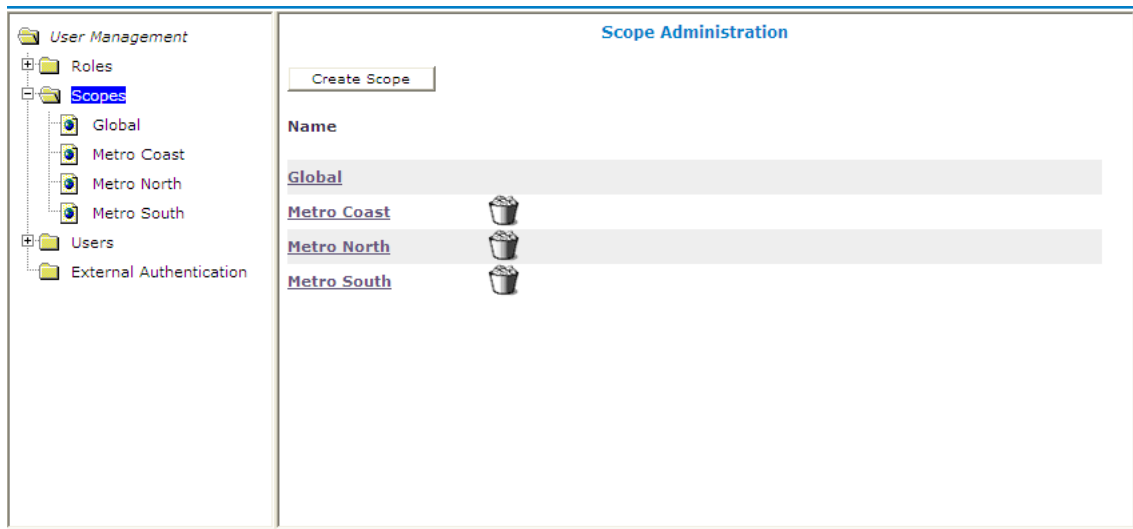 User Management
Roles
Scopes
Global
Metro Coast
Metro North
Metro South
Users
External Authentication
Scope Administration
Create Scope
Name
Global
Metro Coast
Metro North
Metro South